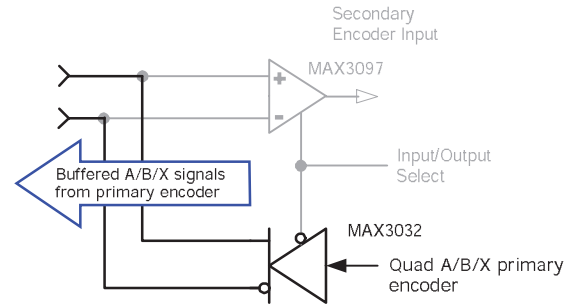 Secondary
Encoder Input
MAX3097
+
-
Input/Output
Select
Buffered A/B/X signals
from primary encoder
MAX3032
Quad A/B/X primary
encoder